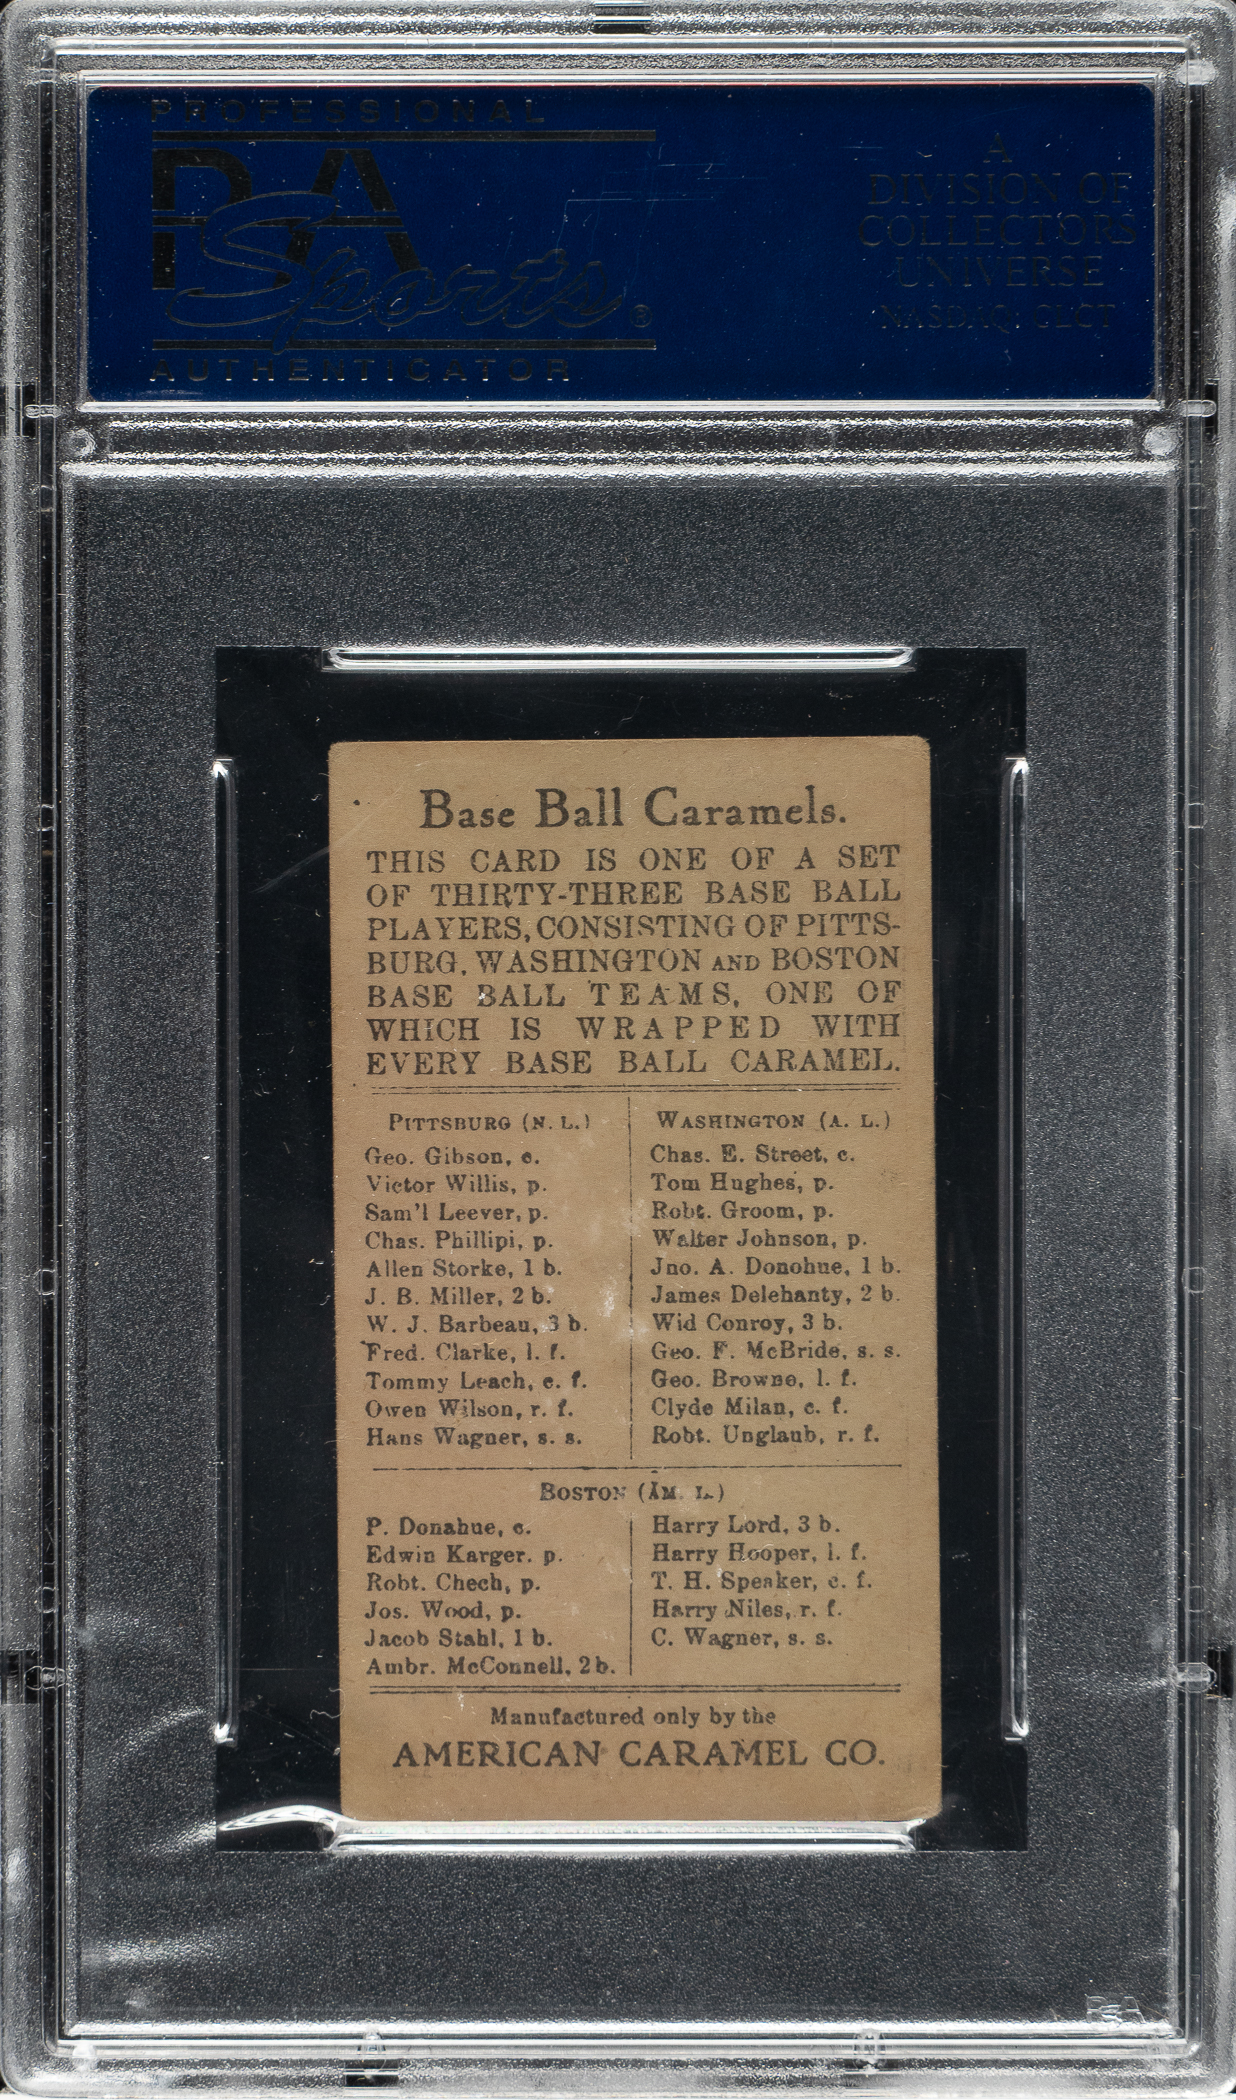 PROFESSIONAL
PSA
Sports®
AUTHENTICATOR
A
DIVISION OF
COLLECTORS
UNIVERSE
NASDAQ: CLCT
Base Ball Caramels.
THIS CARD IS ONE OF A SET
OF THIRTY-THREE BASE BALL
PLAYERS, CONSISTING OF PITTS-
BURG, WASHINGTON AND BOSTON
BASE BALL TEAMS, ONE OF
WHICH IS WRAPPED WITH
EVERY BASE BALL CARAMEL.
PITTSBURG (N. L.)
Geo. Gibson, c.
Victor Willis, p.
Sam'l Leever, p.
Chas. Phillipi, p.
Allen Storke, 1 b.
J. B. Miller, 2 b.
W. J. Barbeau, 3 b.
Fred. Clarke, l. f.
Tommy Leach, c. f.
Owen Wilson, r. f.
Hans Wagner, s. s.
WASHINGTON (A. L.)
Chas. E. Street, c.
Tom Hughes, p.
Robt. Groom, p.
Walter Johnson, p.
Jno. A. Donohue, 1 b.
James Delehanty, 2 b.
Wid Conroy, 3 b.
Geo. F. McBride, s. s.
Geo. Browne, l. f.
Clyde Milan, c. f.
Robt. Unglaub, r. f.
BOSTON (AM. L.)
P. Donahue, c.
Edwin Karger, p.
Robt. Chech, p.
Jos. Wood, p.
Jacob Stahl, 1 b.
Ambr. McConnell, 2 b.
Harry Lord, 3 b.
Harry Hooper, l. f.
T. H. Speaker, c. f.
Harry Niles, r. f.
C. Wagner, s. s.
Manufactured only by the
AMERICAN CARAMEL CO.
PSA